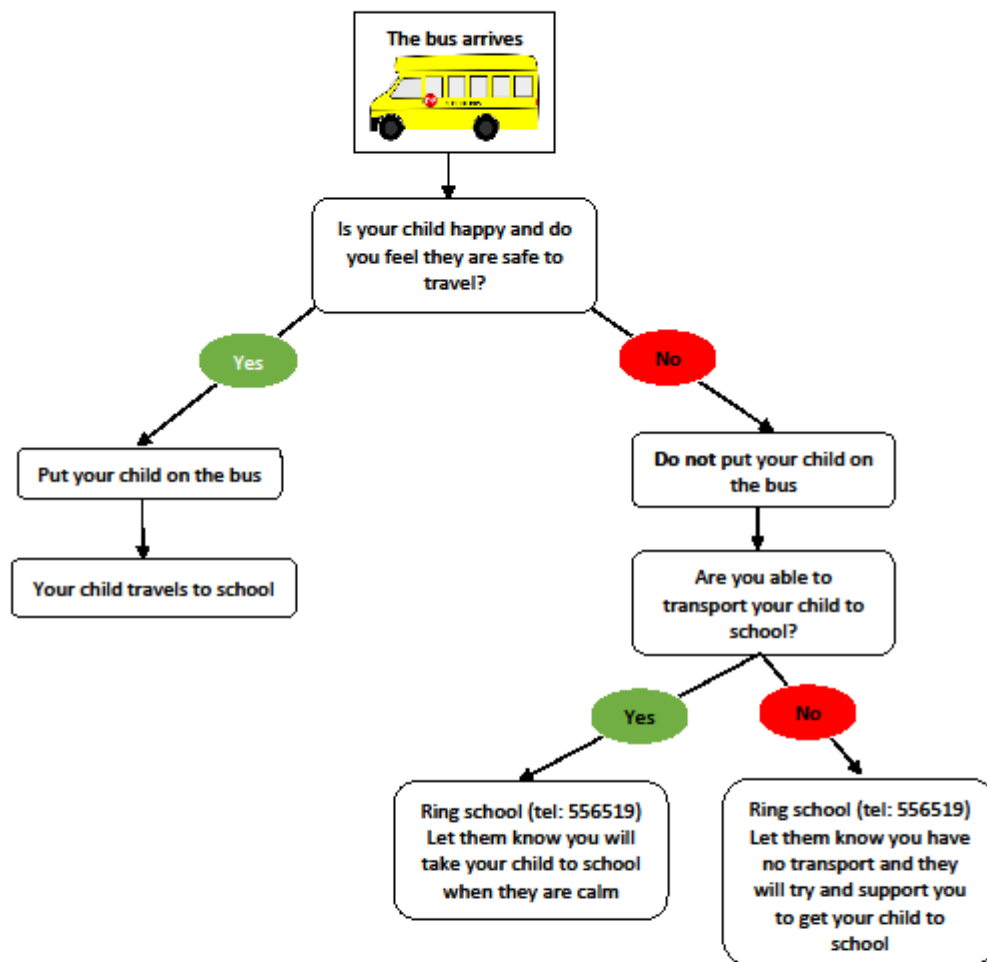 The bus arrives
Is your child happy and do
you feel they are safe to
travel?
Yes
No
Put your child on the bus
Do not put your child on
the bus
Your child travels to school
Are you able to
transport your child to
school?
Yes
No
Ring school (tel: 556519)
Let them know you will
take your child to school
when they are calm
Ring school (tel: 556519)
Let them know you have
no transport and they
will try and support you
to get your child to
school